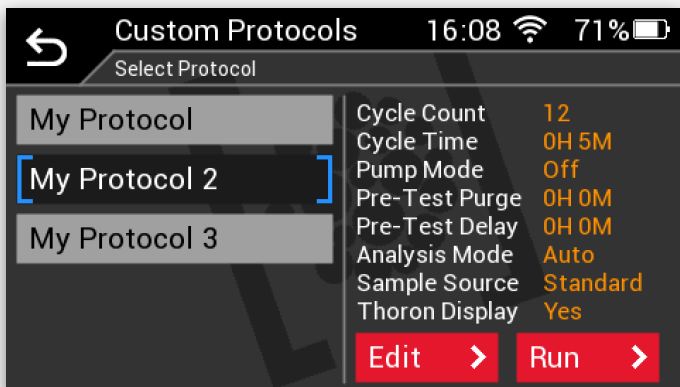 Custom Protocols 16:08 71%
Select Protocol
My Protocol
My Protocol 2
My Protocol 3
Cycle Count 12
Cycle Time 0H 5M
Pump Mode Off
Pre-Test Purge 0H 0M
Pre-Test Delay 0H 0M
Analysis Mode Auto
Sample Source Standard
Thoron Display Yes
Edit
Run